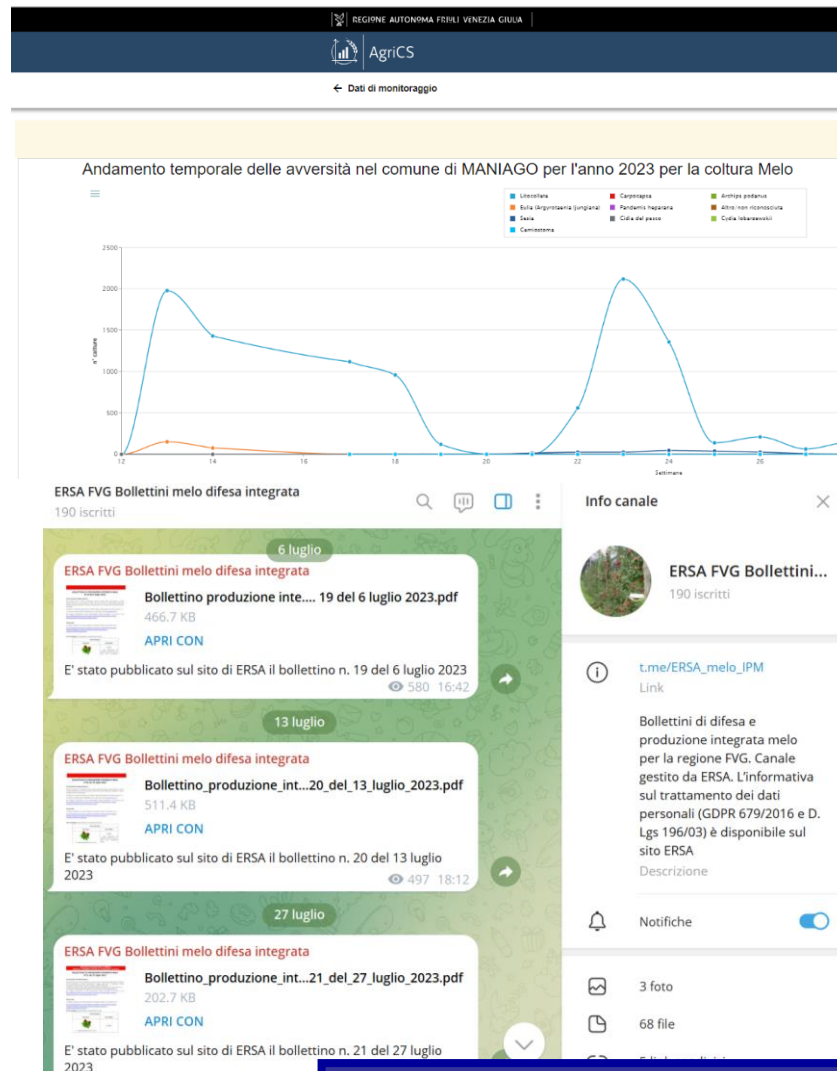 REGIONE AUTONOMA FRIULI VENEZIA GIULIA
AgriCS
← Dati di monitoraggio
Andamento temporale delle avversità nel comune di MANIAGO per l'anno 2023 per la coltura Melo
Litocollete
Carpocapsa
Archips podanus
Eulia (Argyrotaenia ljungiana)
Pandemis heparana
Altro/non riconosciuta
Sesia
Cidia del pesco
Cydia lobarzewskii
Cemiostoma
2500
2000
1500
1000
500
0
n° catture
12 14 16 18 20 22 24 26
Settimane
ERSA FVG Bollettini melo difesa integrata
190 iscritti
6 luglio
ERSA FVG Bollettini melo difesa integrata
Bollettino produzione inte.... 19 del 6 luglio 2023.pdf
466.7 KB
APRI CON
E' stato pubblicato sul sito di ERSA il bollettino n. 19 del 6 luglio 2023
580 16:42
13 luglio
ERSA FVG Bollettini melo difesa integrata
Bollettino_produzione_int...20_del_13_luglio_2023.pdf
511.4 KB
APRI CON
E' stato pubblicato sul sito di ERSA il bollettino n. 20 del 13 luglio
2023
497 18:12
27 luglio
ERSA FVG Bollettini melo difesa integrata
Bollettino_produzione_int...21_del_27_luglio_2023.pdf
202.7 KB
APRI CON
E' stato pubblicato sul sito di ERSA il bollettino n. 21 del 27 luglio
2023
Info canale
ERSA FVG Bollettini...
190 iscritti
t.me/ERSA_melo_IPM
Link
Bollettini di difesa e
produzione integrata melo
per la regione FVG. Canale
gestito da ERSA. L'informativa
sul trattamento dei dati
personali (GDPR 679/2016 e D.
Lgs 196/03) è disponibile sul
sito ERSA
Descrizione
Notifiche
3 foto
68 file